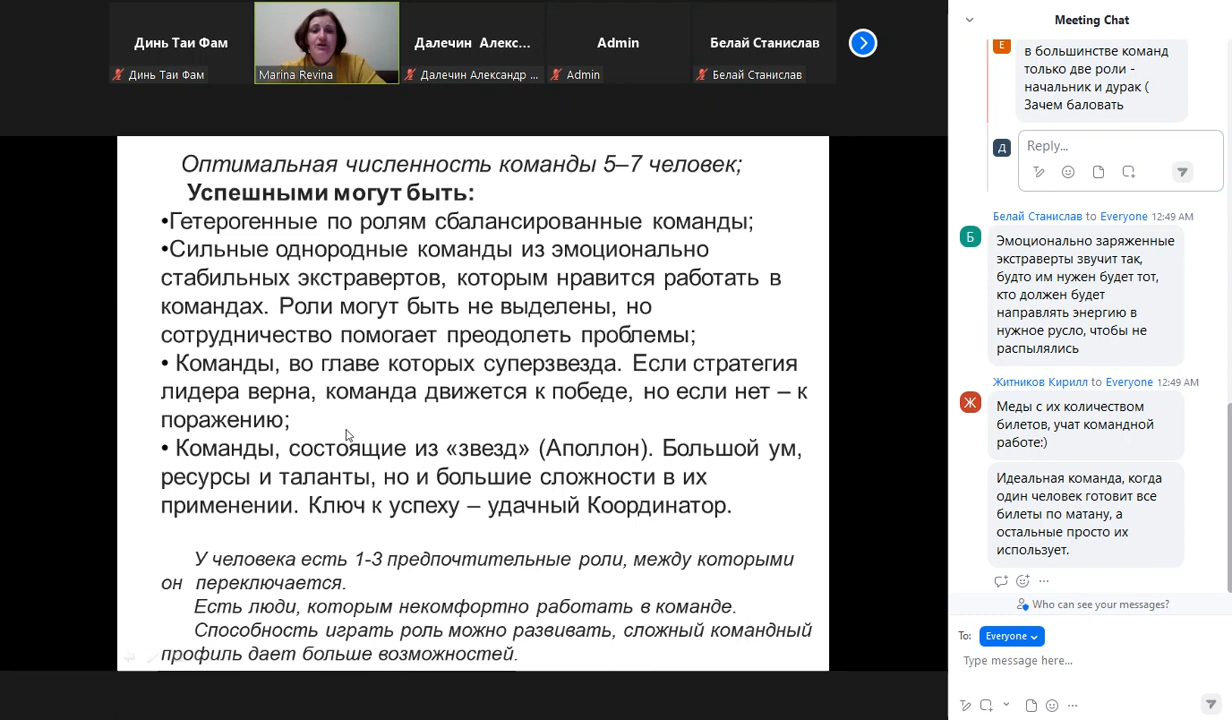 Динь Таи Фам
Далечин Алекс...
Admin
Белай Станислав
Динь Таи Фам
Marina Revina
Далечин Александр ...
Admin
Белай Станислав
Оптимальная численность команды 5–7 человек;
Успешными могут быть:
•Гетерогенные по ролям сбалансированные команды;
•Сильные однородные команды из эмоционально
стабильных экстравертов, которым нравится работать в
командах. Роли могут быть не выделены, но
сотрудничество помогает преодолеть проблемы;
• Команды, во главе которых суперзвезда. Если стратегия
лидера верна, команда движется к победе, но если нет – к
поражению;
• Команды, состоящие из «звезд» (Аполлон). Большой ум,
ресурсы и таланты, но и большие сложности в их
применении. Ключ к успеху – удачный Координатор.
У человека есть 1-3 предпочтительные роли, между которыми
он переключается.
Есть люди, которым некомфортно работать в команде.
Способность играть роль можно развивать, сложный командный
профиль дает больше возможностей.
Meeting Chat
Е
в большинстве команд
только две роли -
начальник и дурак (
Зачем баловать
Д
Reply...
Белай Станислав to Everyone 12:49 AM
Б
Эмоционально заряженные
экстраверты звучит так,
будто им нужен будет тот,
кто должен будет
направлять энергию в
нужное русло, чтобы не
распылялись
Житников Кирилл to Everyone 12:49 AM
Ж
Меды с их количеством
билетов, учат командной
работе:)
Идеальная команда, когда
один человек готовит все
билеты по матану, а
остальные просто их
использует.
Who can see your messages?
To: Everyone
Type message here...